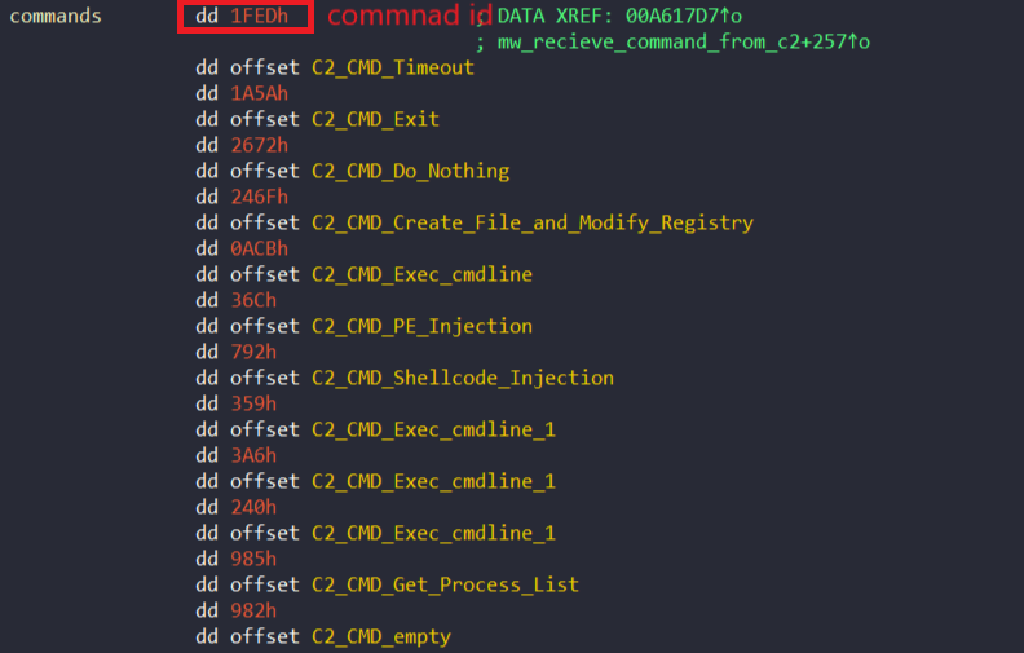 commands dd 1FEDh commnad id ; DATA XREF: 00A617D7↑o
; mw_recieve_command_from_c2+257↑o
dd offset C2_CMD_Timeout
dd 1A5Ah
dd offset C2_CMD_Exit
dd 2672h
dd offset C2_CMD_Do_Nothing
dd 246Fh
dd offset C2_CMD_Create_File_and_Modify_Registry
dd 0ACBh
dd offset C2_CMD_Exec_cmdline
dd 36Ch
dd offset C2_CMD_PE_Injection
dd 792h
dd offset C2_CMD_Shellcode_Injection
dd 359h
dd offset C2_CMD_Exec_cmdline_1
dd 3A6h
dd offset C2_CMD_Exec_cmdline_1
dd 240h
dd offset C2_CMD_Exec_cmdline_1
dd 985h
dd offset C2_CMD_Get_Process_List
dd 982h
dd offset C2_CMD_empty